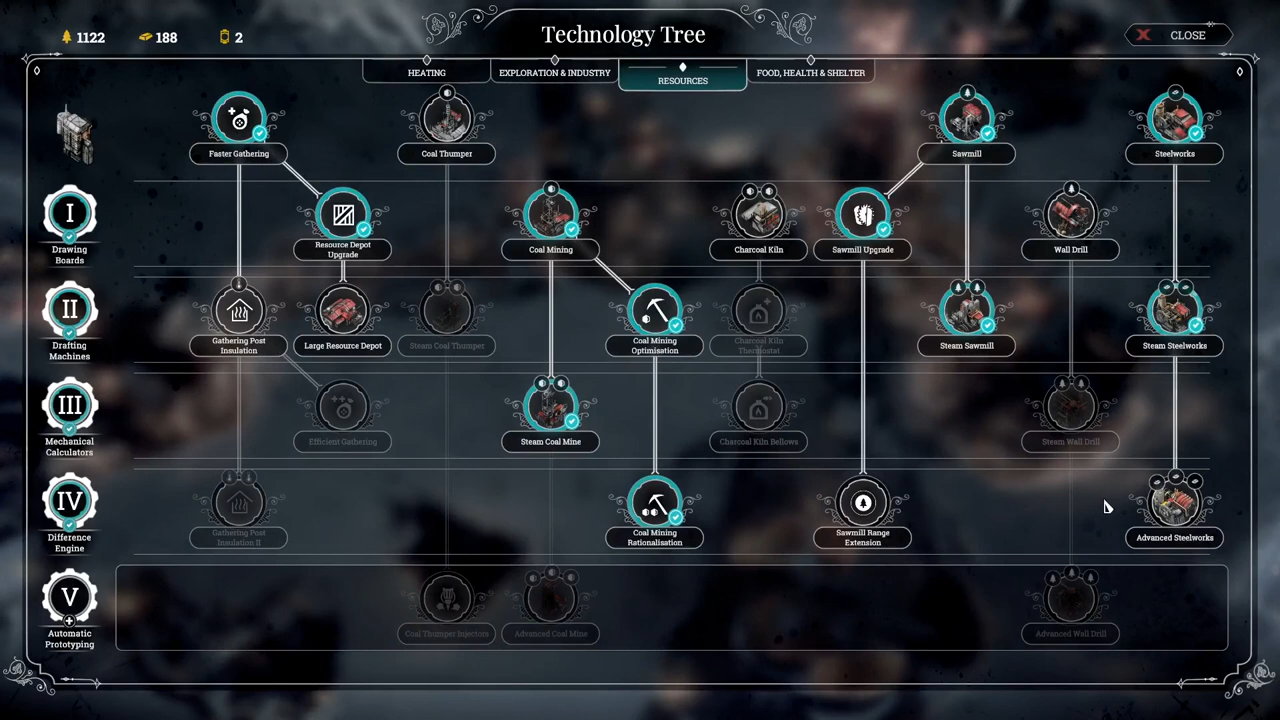 1122
188
2
Technology Tree
CLOSE
HEATING
EXPLORATION & INDUSTRY
RESOURCES
FOOD, HEALTH & SHELTER
Faster Gathering
Coal Thumper
Sawmill
Steelworks
I
Drawing
Boards
Resource Depot
Upgrade
Coal Mining
Charcoal Kiln
Sawmill Upgrade
Wall Drill
II
Drafting
Machines
Gathering Post
Insulation
Large Resource Depot
Steam Coal Thumper
Coal Mining
Optimisation
Charcoal Kiln
Thermostat
Steam Sawmill
Steam Steelworks
III
Mechanical
Calculators
Efficient Gathering
Steam Coal Mine
Charcoal Kiln Bellows
Steam Wall Drill
IV
Difference
Engine
Gathering Post
Insulation II
Coal Mining
Rationalisation
Sawmill Range
Extension
Advanced Steelworks
V
Automatic
Prototyping
Coal Thumper Injectors
Advanced Coal Mine
Advanced Wall Drill